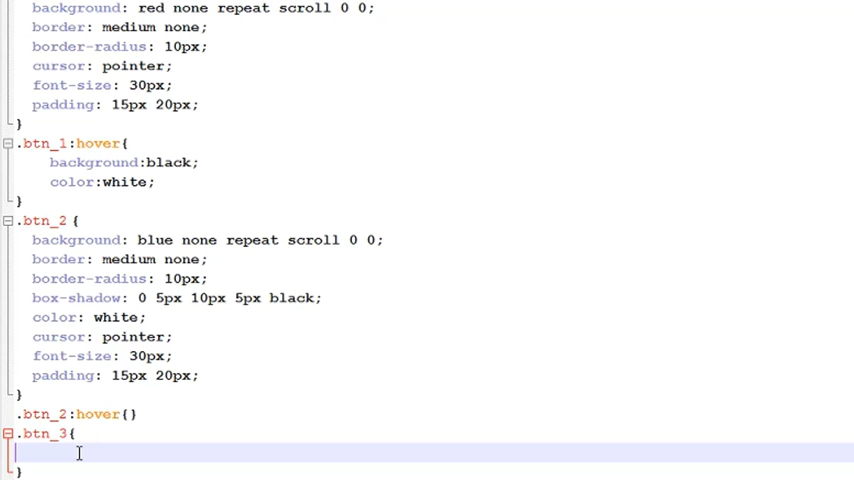 background: red none repeat scroll 0 0;
border: medium none;
border-radius: 10px;
cursor: pointer;
font-size: 30px;
padding: 15px 20px;
}
.btn_1:hover{
background:black;
color:white;
}
.btn_2 {
background: blue none repeat scroll 0 0;
border: medium none;
border-radius: 10px;
box-shadow: 0 5px 10px 5px black;
color: white;
cursor: pointer;
font-size: 30px;
padding: 15px 20px;
}
.btn_2:hover{}
.btn_3{
}